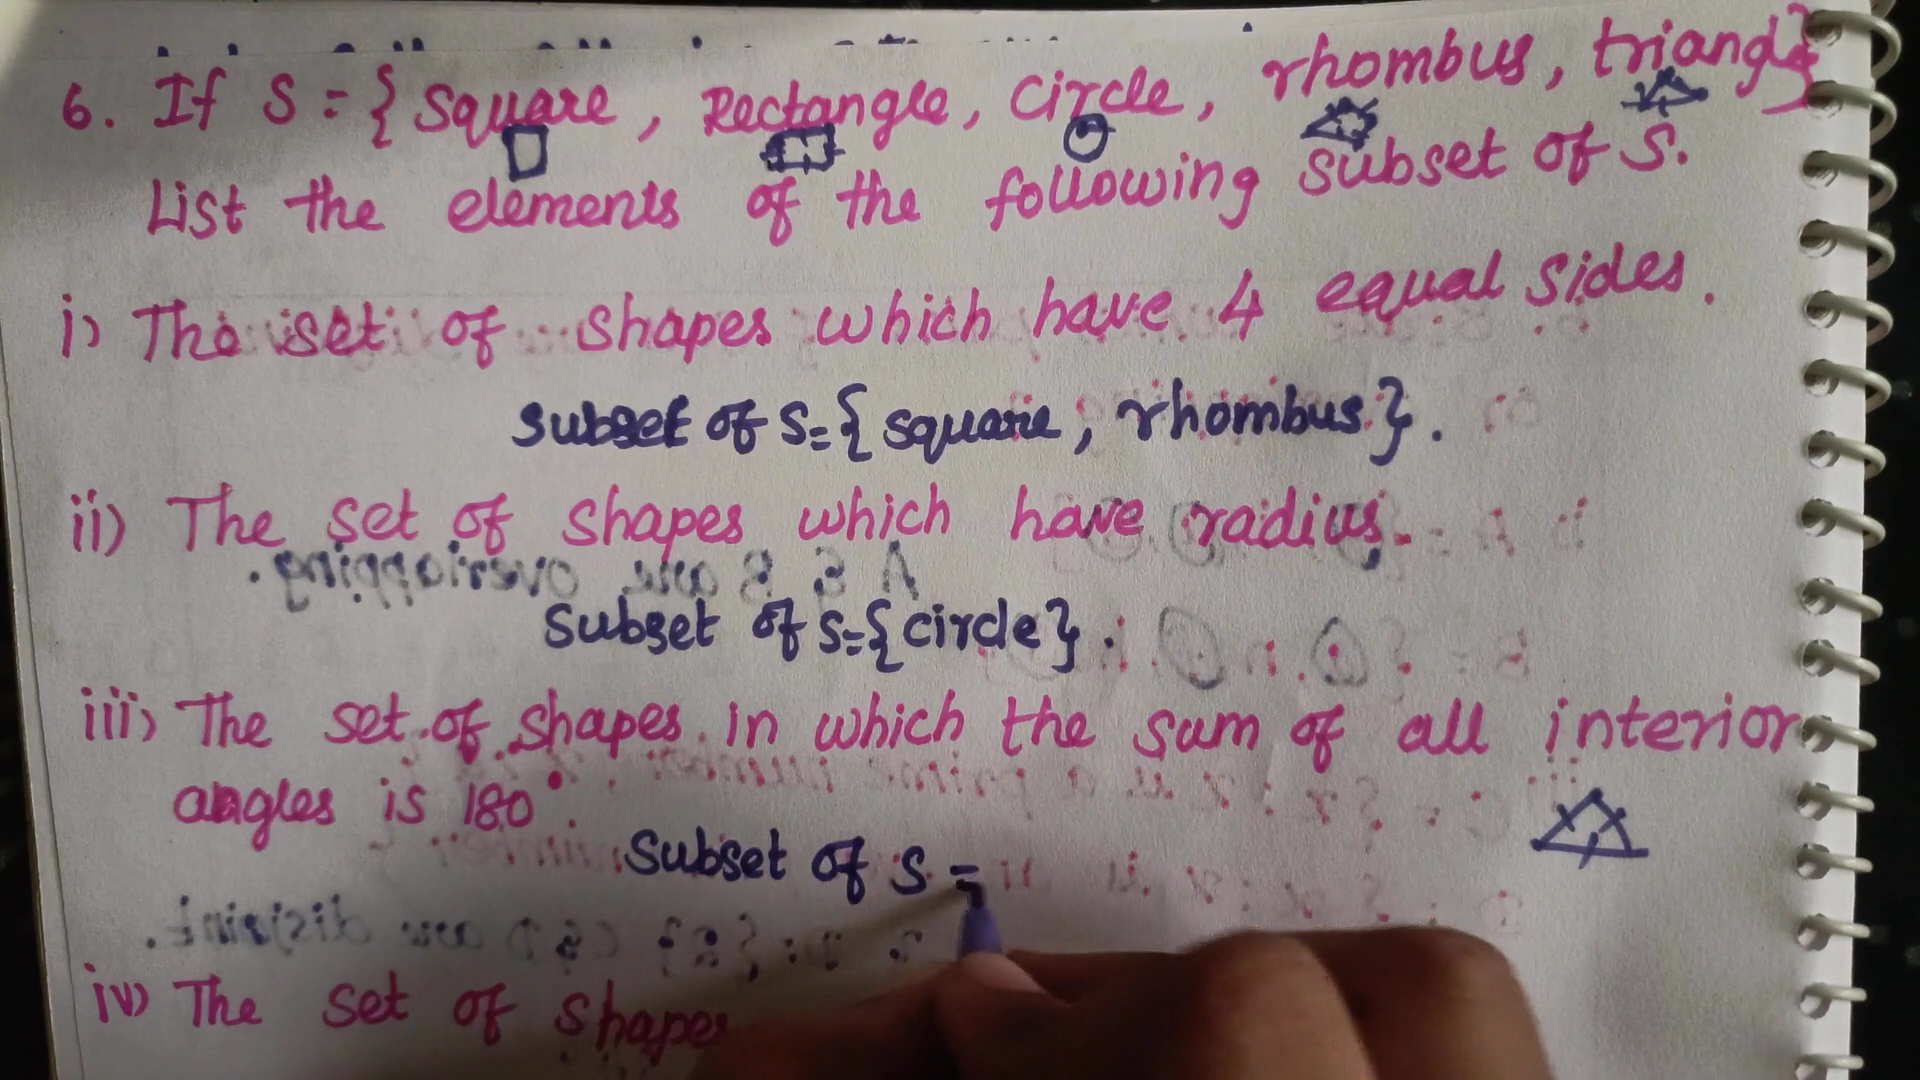 6. If S = { Square, Rectangle, Circle, rhombus, triangle}
List the elements of the following subset of S.
i) The set of shapes which have 4 equal sides.
Subset of S = { square, rhombus }.
ii) The set of shapes which have radius.
Subset of S = { circle }.
iii) The set of shapes in which the sum of all interior
angles is 180°.
Subset of S =
iv) The set of shapes